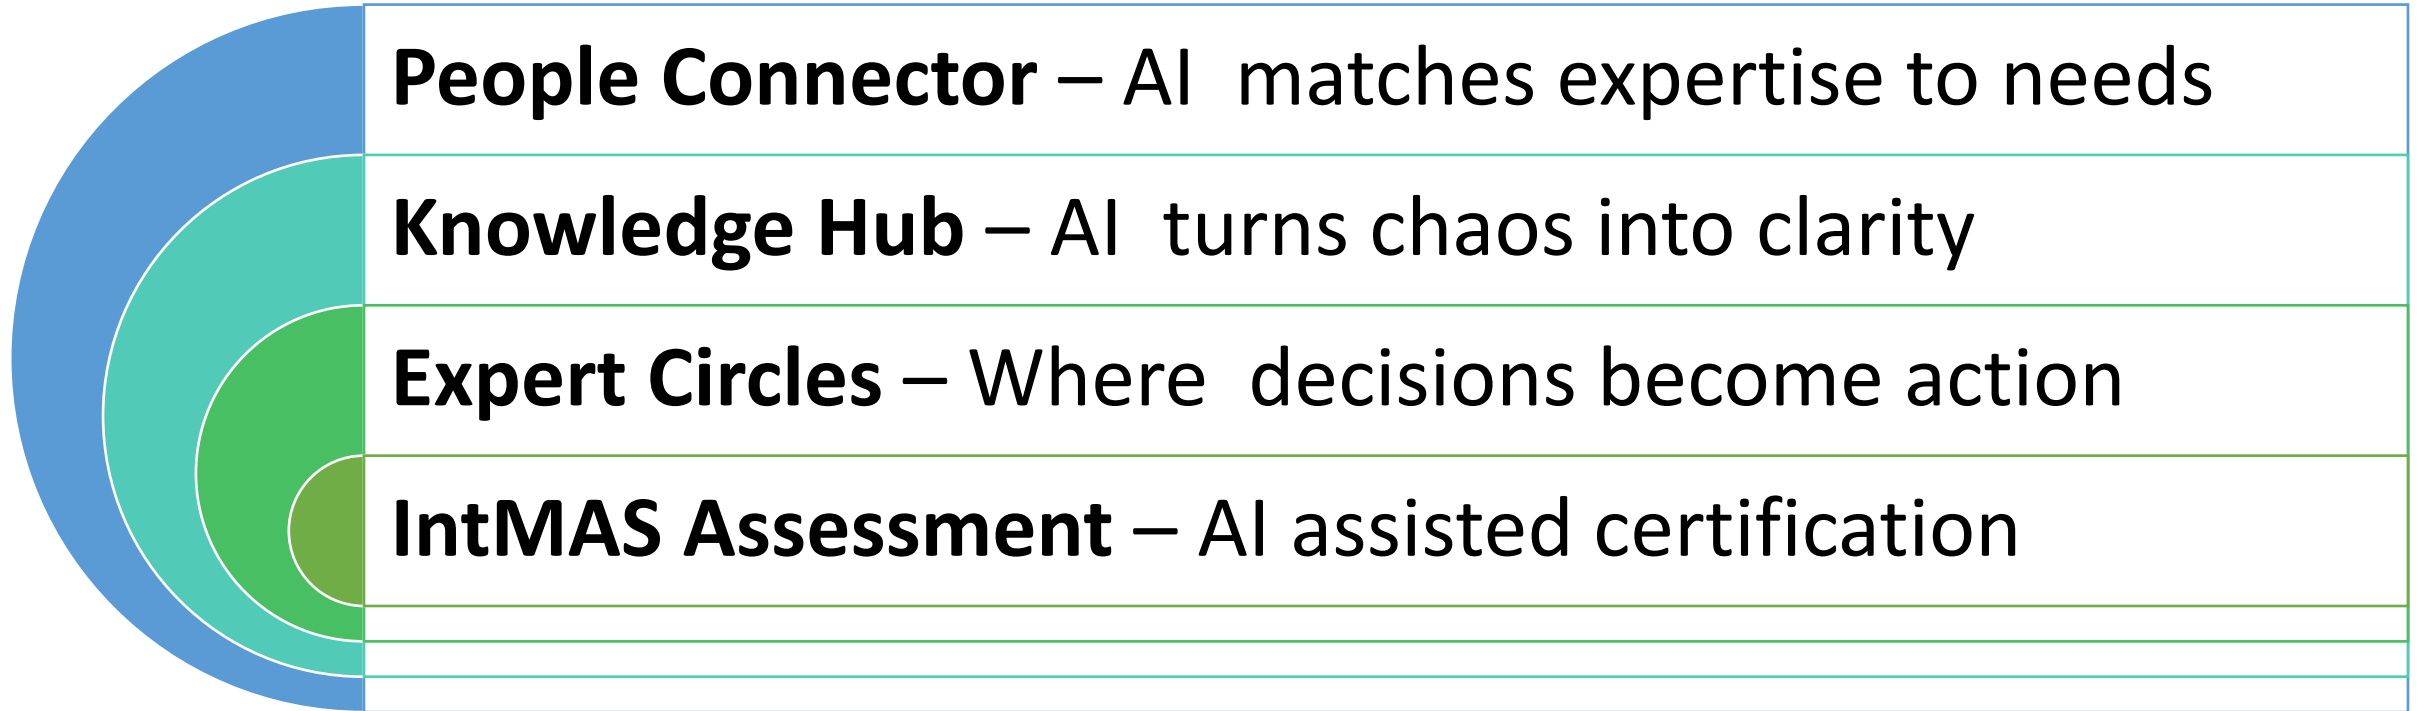 People Connector – AI  matches expertise to needs
Knowledge Hub – AI  turns chaos into clarity
Expert Circles – Where  decisions become action
IntMAS Assessment – AI assisted certification